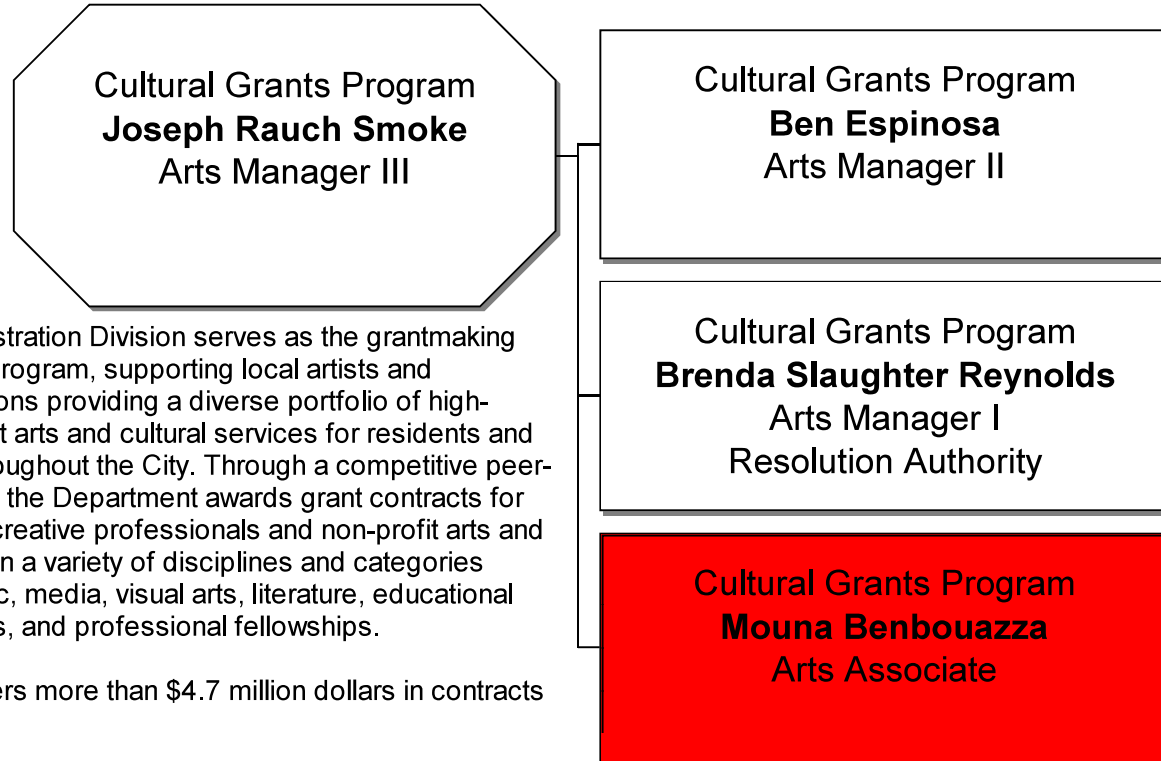 Cultural Grants Program
Joseph Rauch Smoke
Arts Manager III
Cultural Grants Program
Ben Espinosa
Arts Manager II
Cultural Grants Program
Brenda Slaughter Reynolds
Arts Manager I
Resolution Authority
Cultural Grants Program
Mouna Benbouazza
Arts Associate
stration Division serves as the grantmaking
rogram, supporting local artists and
ons providing a diverse portfolio of high-
t arts and cultural services for residents and
oughout the City. Through a competitive peer-
the Department awards grant contracts for
creative professionals and non-profit arts and
n a variety of disciplines and categories
c, media, visual arts, literature, educational
s, and professional fellowships.
ers more than $4.7 million dollars in contracts